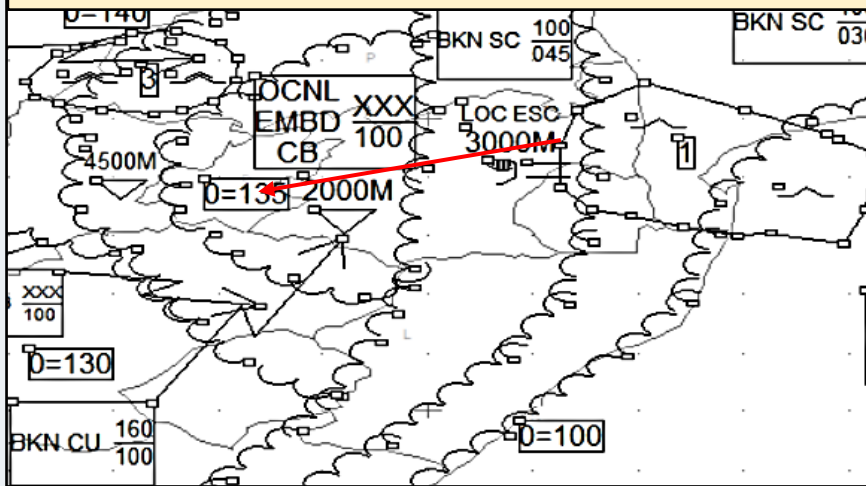 0=140
BKN SC 100
045
BKN SC
P
3
OCNL
EMBD XXX
CB 100
LOC ESC
3000M
1
4500M
0=135
2000M
XXX
100
L
0=130
BKN CU 160
100
0=100